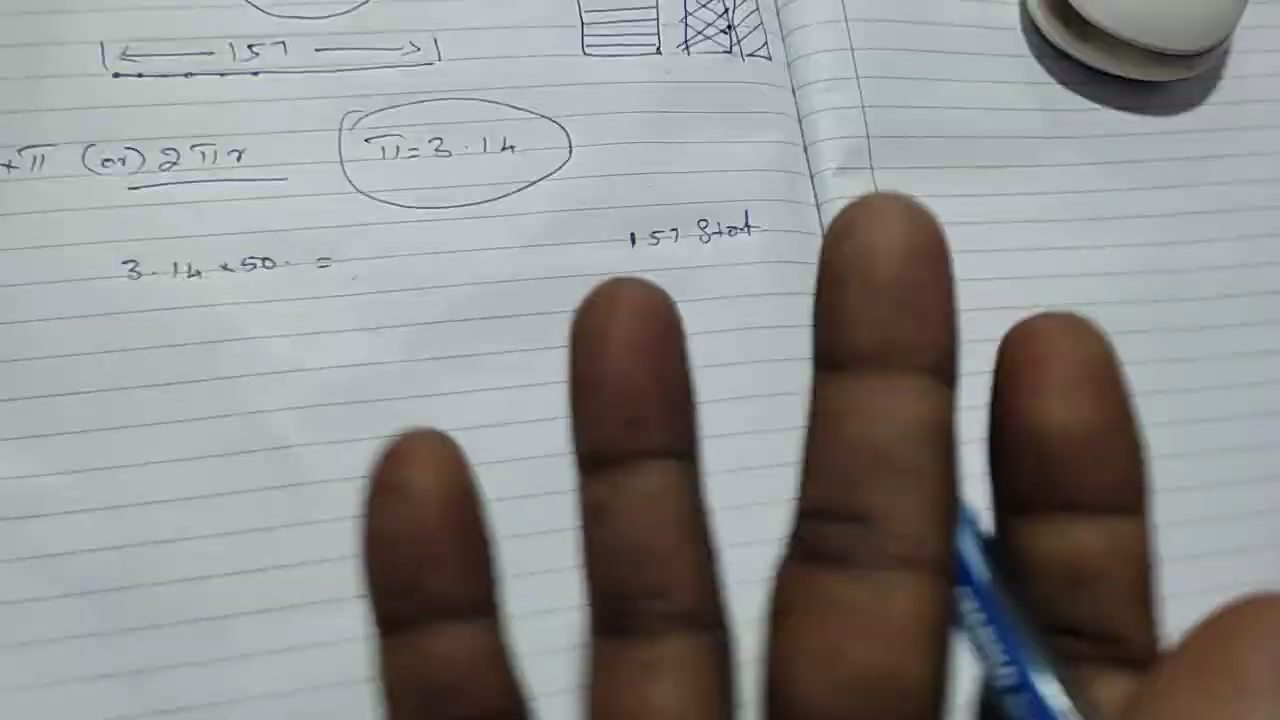 157
×π (or) 2πr
π=3.14
157 Stat
3.14×50 =